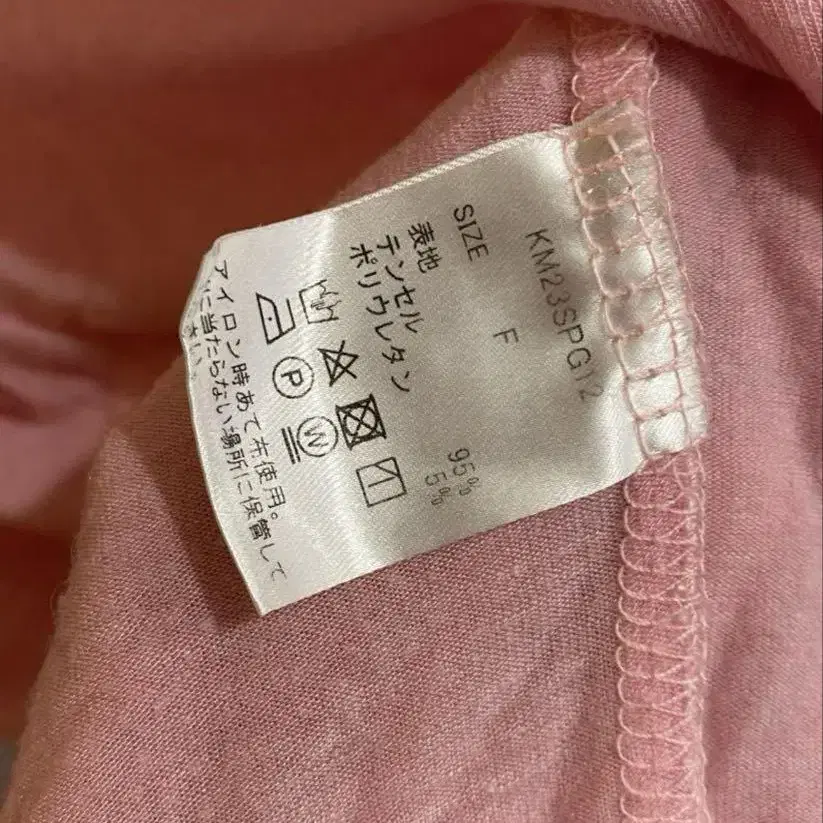 KM23SPG12
SIZE F
表地
テンセル 95%
ポリウレタン 5%
P
W
アイロン時あて布使用。
に当たらない場所に保管して
さい